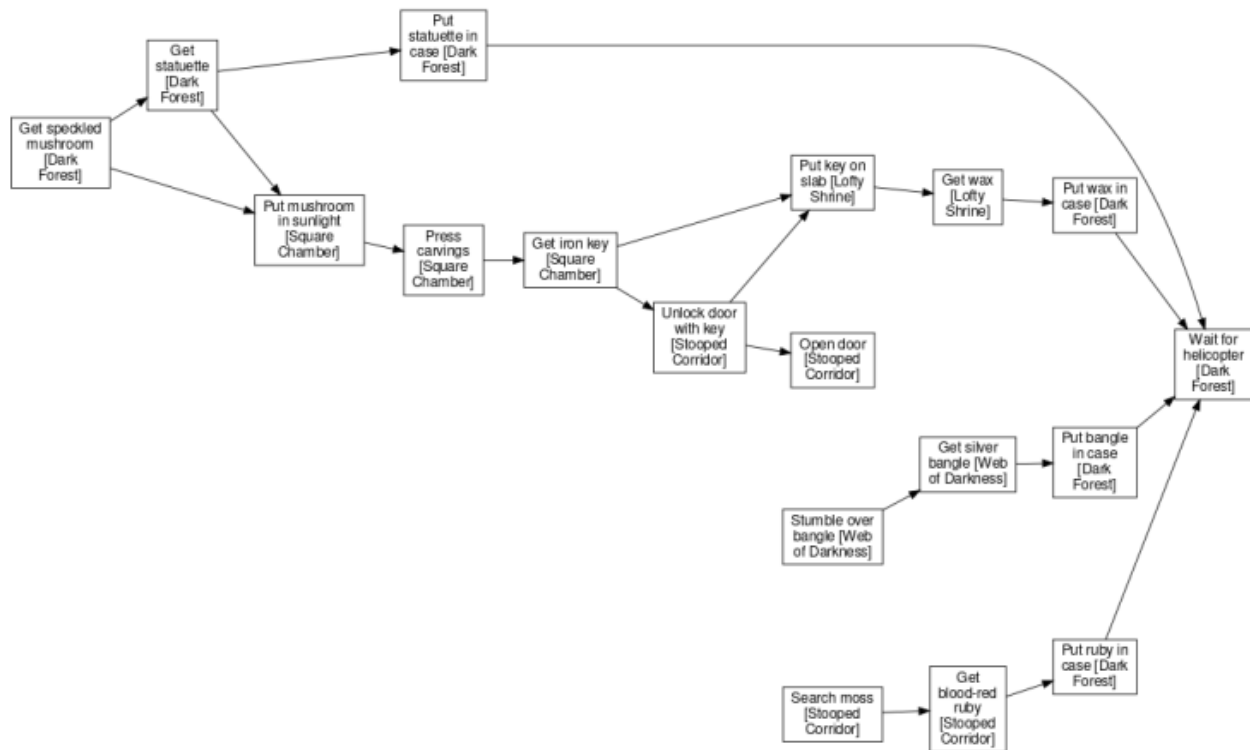 Put
statuette in
case [Dark
Forest]
Get
statuette
[Dark
Forest]
Get speckled
mushroom
[Dark
Forest]
Put mushroom
in sunlight
[Square
Chamber]
Press
carvings
[Square
Chamber]
Get iron key
[Square
Chamber]
Put key on
slab [Lofty
Shrine]
Get wax
[Lofty
Shrine]
Put wax in
case [Dark
Forest]
Unlock door
with key
[Stooped
Corridor]
Open door
[Stooped
Corridor]
Wait for
helicopter
[Dark
Forest]
Get silver
bangle [Web
of Darkness]
Put bangle
in case
[Dark
Forest]
Stumble over
bangle [Web
of Darkness]
Put ruby in
case [Dark
Forest]
Search moss
[Stooped
Corridor]
Get
blood-red
ruby
[Stooped
Corridor]